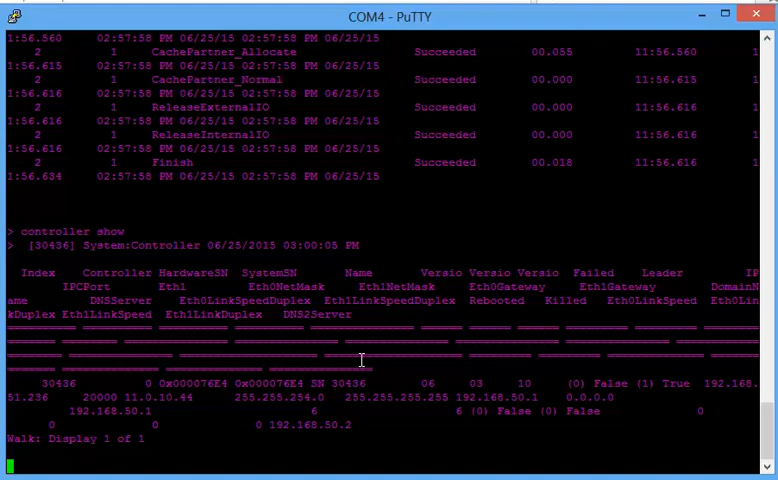 COM4 - PuTTY
1:56.560 02:57:58 PM 06/25/15 02:57:58 PM 06/25/15
2 1 CachePartner_Allocate Succeeded 00.055 11:56.560 1
1:56.615 02:57:58 PM 06/25/15 02:57:58 PM 06/25/15
2 1 CachePartner_Normal Succeeded 00.000 11:56.615 1
1:56.616 02:57:58 PM 06/25/15 02:57:58 PM 06/25/15
2 1 ReleaseExternalIO Succeeded 00.000 11:56.616 1
1:56.616 02:57:58 PM 06/25/15 02:57:58 PM 06/25/15
2 1 ReleaseInternalIO Succeeded 00.000 11:56.616 1
1:56.616 02:57:58 PM 06/25/15 02:57:58 PM 06/25/15
2 1 Finish Succeeded 00.018 11:56.616 1
1:56.634 02:57:58 PM 06/25/15 02:57:58 PM 06/25/15
> controller show
> [30436] System:Controller 06/25/2015 03:00:05 PM
Index Controller HardwareSN SystemSN Name Versio Versio Versio Failed Leader IP
IPCPort Eth1 Eth0NetMask Eth1NetMask Eth0Gateway Eth1Gateway DomainN
ame DNSServer Eth0LinkSpeedDuplex Eth1LinkSpeedDuplex Rebooted Killed Eth0LinkSpeed Eth0Lin
kDuplex Eth1LinkSpeed Eth1LinkDuplex DNS2Server
30436 0 0x000076E4 0x000076E4 SN 30436 06 03 10 (0) False (1) True 192.168.
51.236 20000 11.0.10.44 255.255.254.0 255.255.255.255 192.168.50.1 0.0.0.0
192.168.50.1 6 6 (0) False (0) False 0
0 0 0 192.168.50.2
Walk: Display 1 of 1